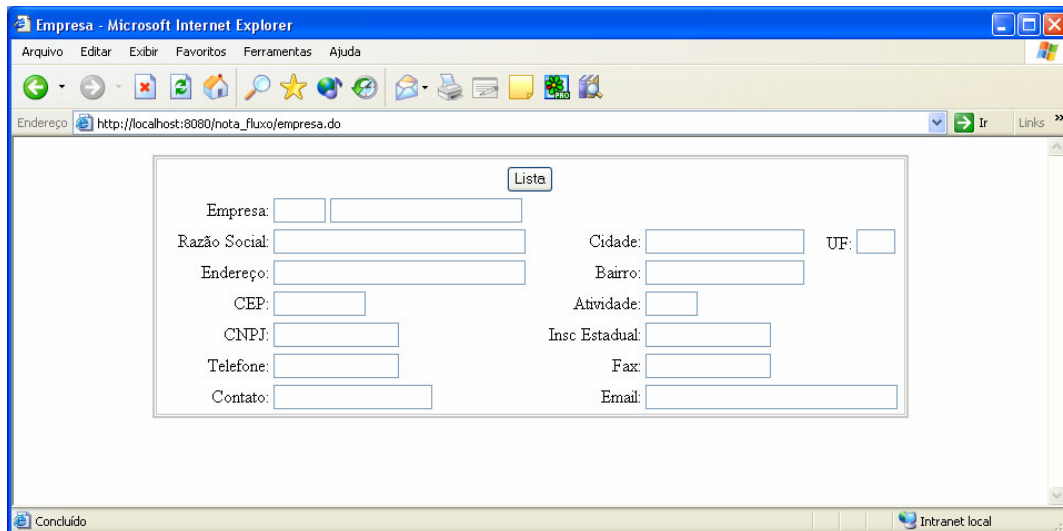 Empresa - Microsoft Internet Explorer
Arquivo Editar Exibir Favoritos Ferramentas Ajuda
PRO
Endereço http://localhost:8080/nota_fluxo/empresa.do Ir Links »
Lista
Empresa:
Razão Social: Cidade: UF:
Endereço: Bairro:
CEP: Atividade:
CNPJ: Insc Estadual:
Telefone: Fax:
Contato: Email:
Concluído Intranet local